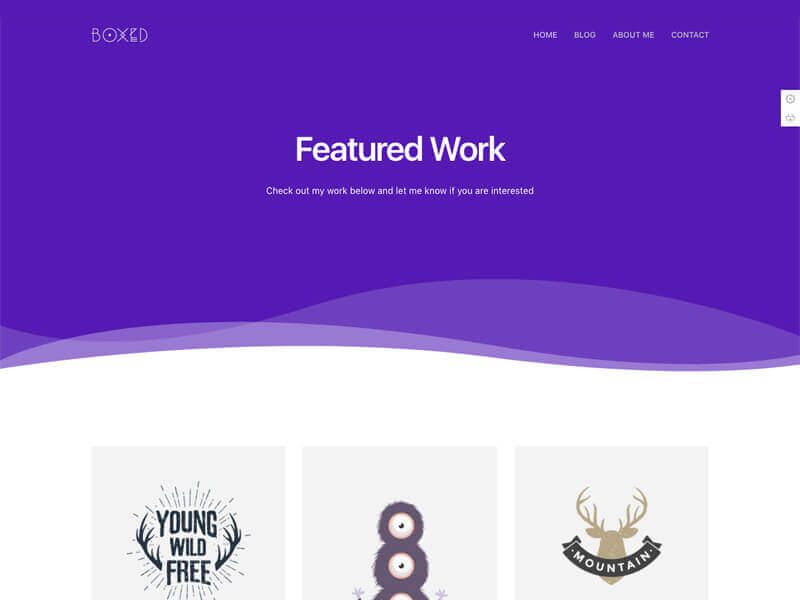 BOXED
HOME BLOG ABOUT ME CONTACT
Featured Work
Check out my work below and let me know if you are interested
YOUNG
WILD
FREE
MOUNTAIN